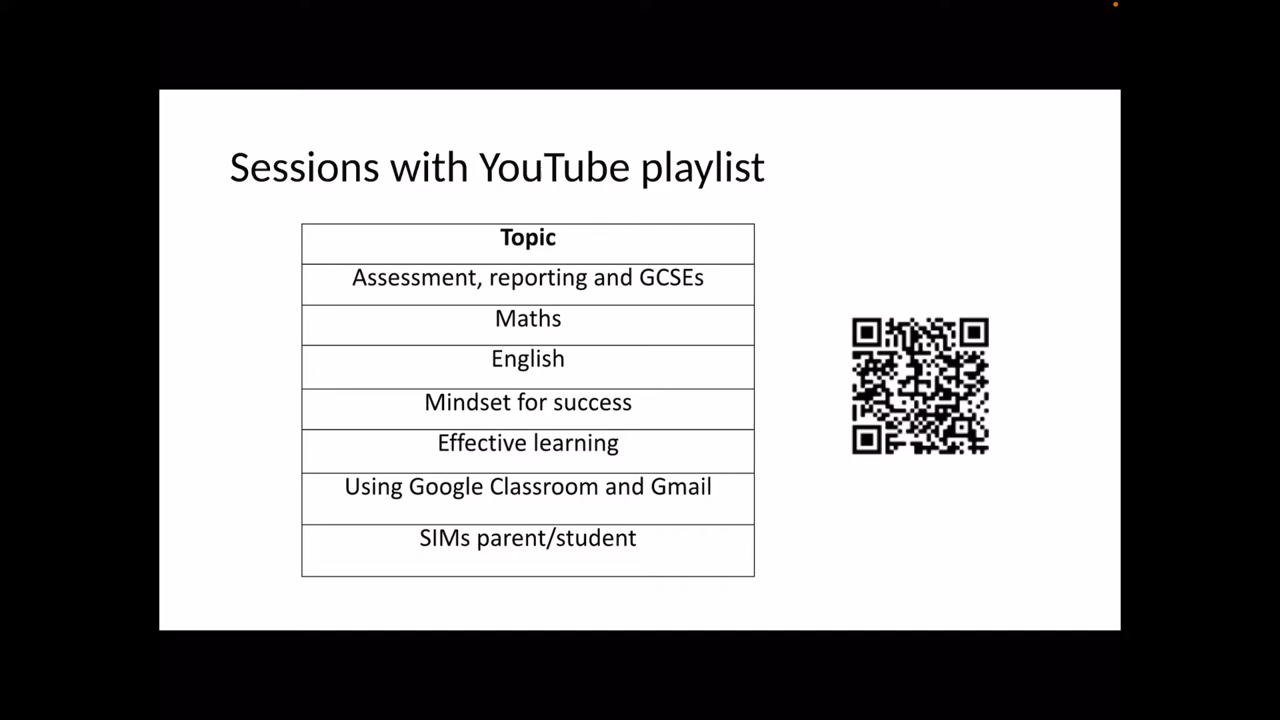 Sessions with YouTube playlist
Topic
Assessment, reporting and GCSEs
Maths
English
Mindset for success
Effective learning
Using Google Classroom and Gmail
SIMs parent/student